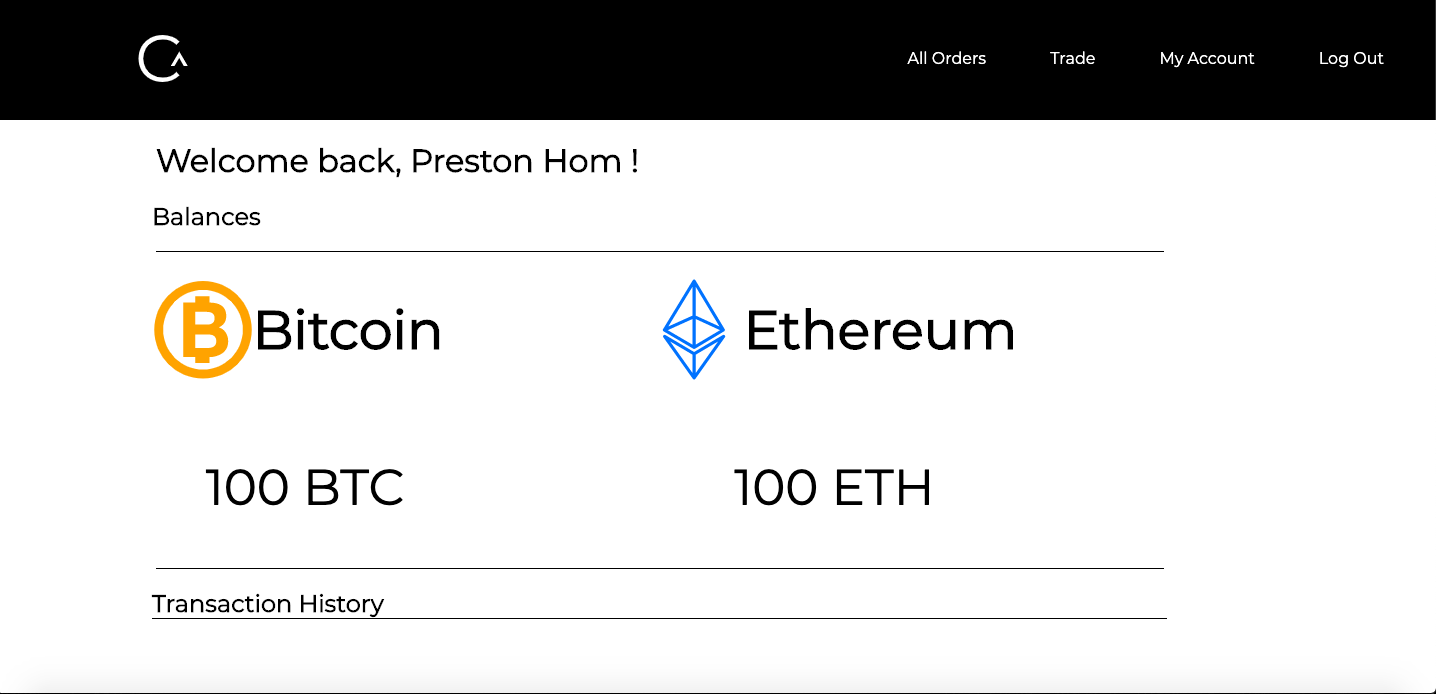 All Orders Trade My Account Log Out
Welcome back, Preston Hom !
Balances
Bitcoin Ethereum
100 BTC 100 ETH
Transaction History